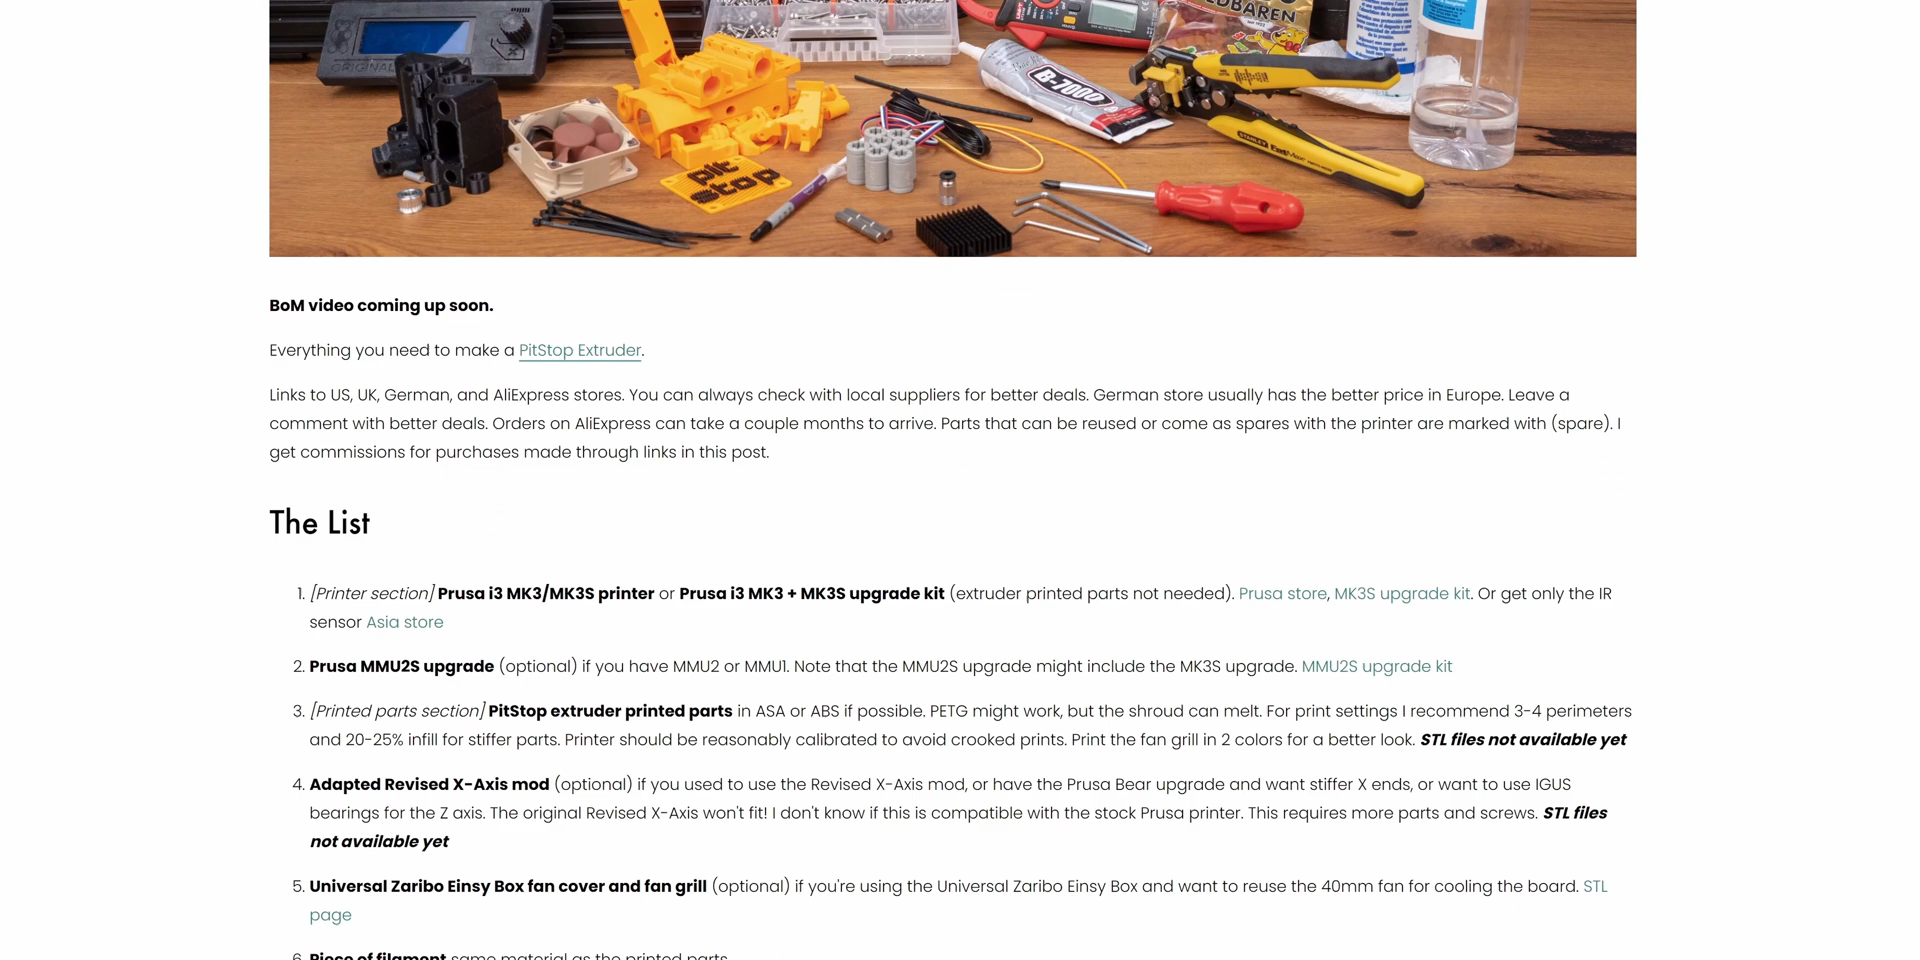 ORIGINAL
EDBAREN
B-7000
STANLEY
pit
stop
BoM video coming up soon.
Everything you need to make a PitStop Extruder.
Links to US, UK, German, and AliExpress stores. You can always check with local suppliers for better deals. German store usually has the better price in Europe. Leave a
comment with better deals. Orders on AliExpress can take a couple months to arrive. Parts that can be reused or come as spares with the printer are marked with (spare). I
get commissions for purchases made through links in this post.
The List
1. [Printer section] Prusa i3 MK3/MK3S printer or Prusa i3 MK3 + MK3S upgrade kit (extruder printed parts not needed). Prusa store, MK3S upgrade kit. Or get only the IR
sensor Asia store
2. Prusa MMU2S upgrade (optional) if you have MMU2 or MMU1. Note that the MMU2S upgrade might include the MK3S upgrade. MMU2S upgrade kit
3. [Printed parts section] PitStop extruder printed parts in ASA or ABS if possible. PETG might work, but the shroud can melt. For print settings I recommend 3-4 perimeters
and 20-25% infill for stiffer parts. Printer should be reasonably calibrated to avoid crooked prints. Print the fan grill in 2 colors for a better look. STL files not available yet
4. Adapted Revised X-Axis mod (optional) if you used to use the Revised X-Axis mod, or have the Prusa Bear upgrade and want stiffer X ends, or want to use IGUS
bearings for the Z axis. The original Revised X-Axis won't fit! I don't know if this is compatible with the stock Prusa printer. This requires more parts and screws. STL files
not available yet
5. Universal Zaribo Einsy Box fan cover and fan grill (optional) if you're using the Universal Zaribo Einsy Box and want to reuse the 40mm fan for cooling the board. STL
page
6. Piece of filament same material as the printed parts